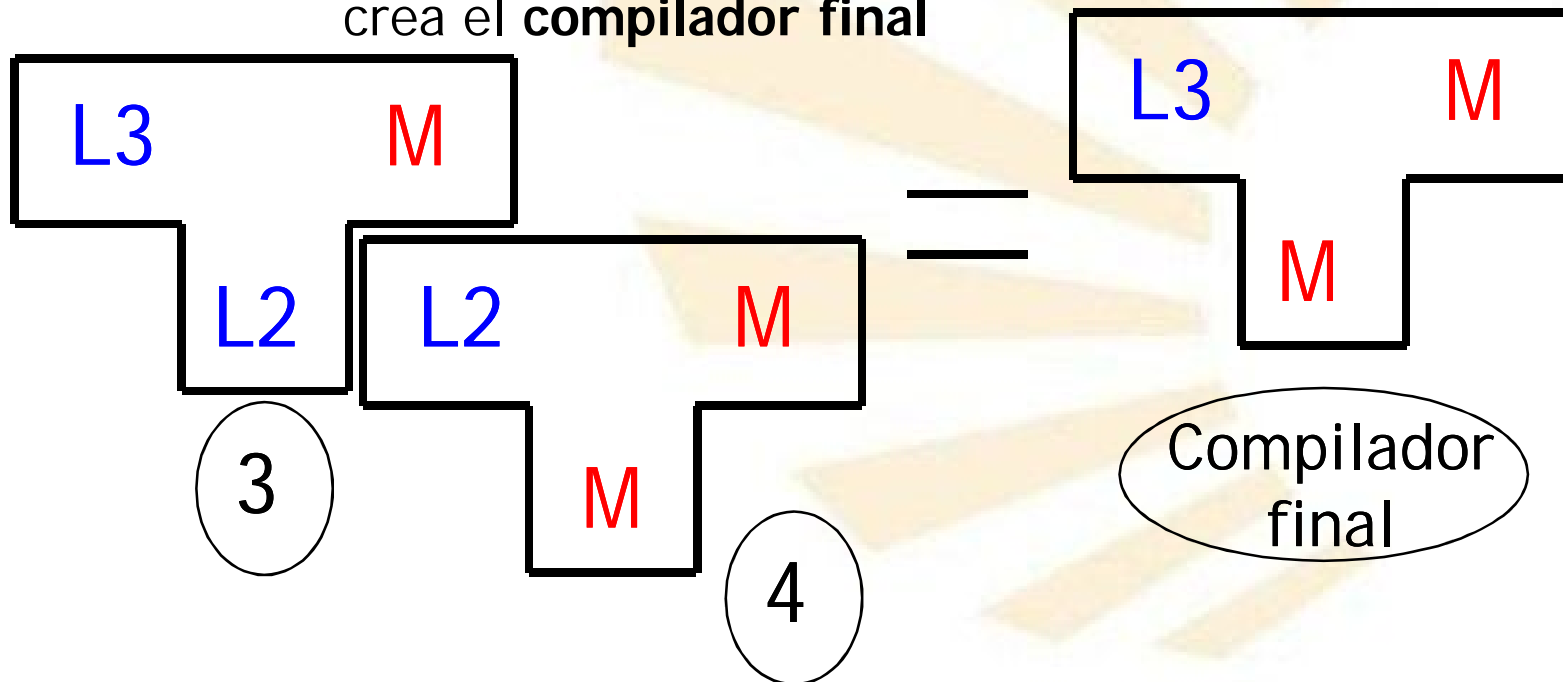 crea el compilador final
L3 M
L2
3
L2 M
M
4
L3 M
M
Compilador
final